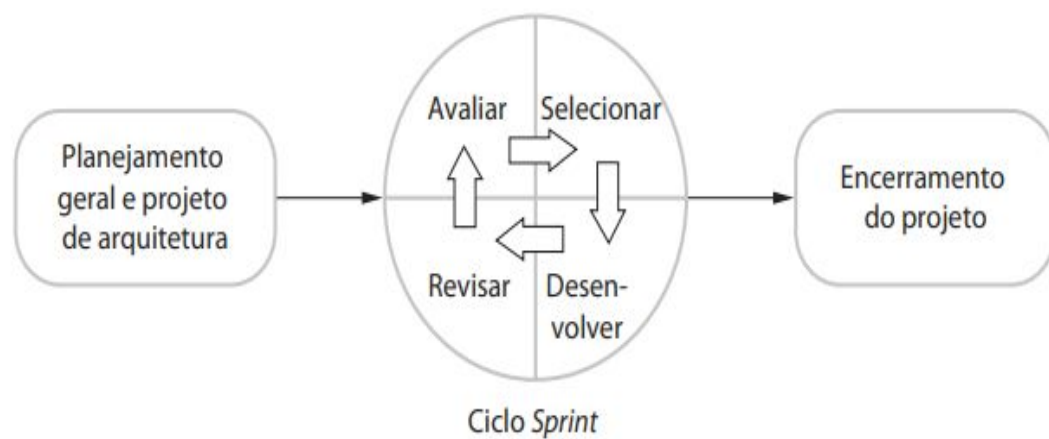 Planejamento
geral e projeto
de arquitetura
Avaliar
Selecionar
Revisar
Desen-
volver
Encerramento
do projeto
Ciclo Sprint